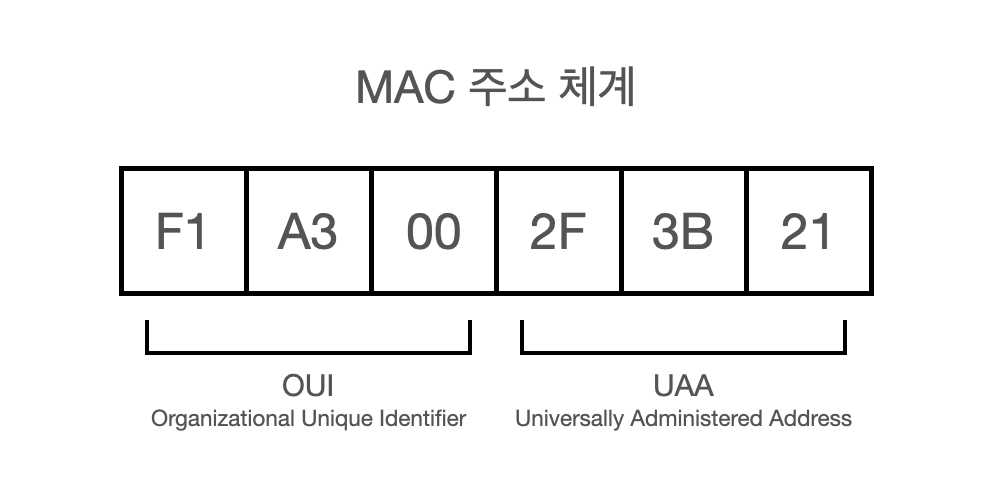 MAC 주소 체계
F1 A3 00 2F 3B 21
OUI UAA
Organizational Unique Identifier Universally Administered Address